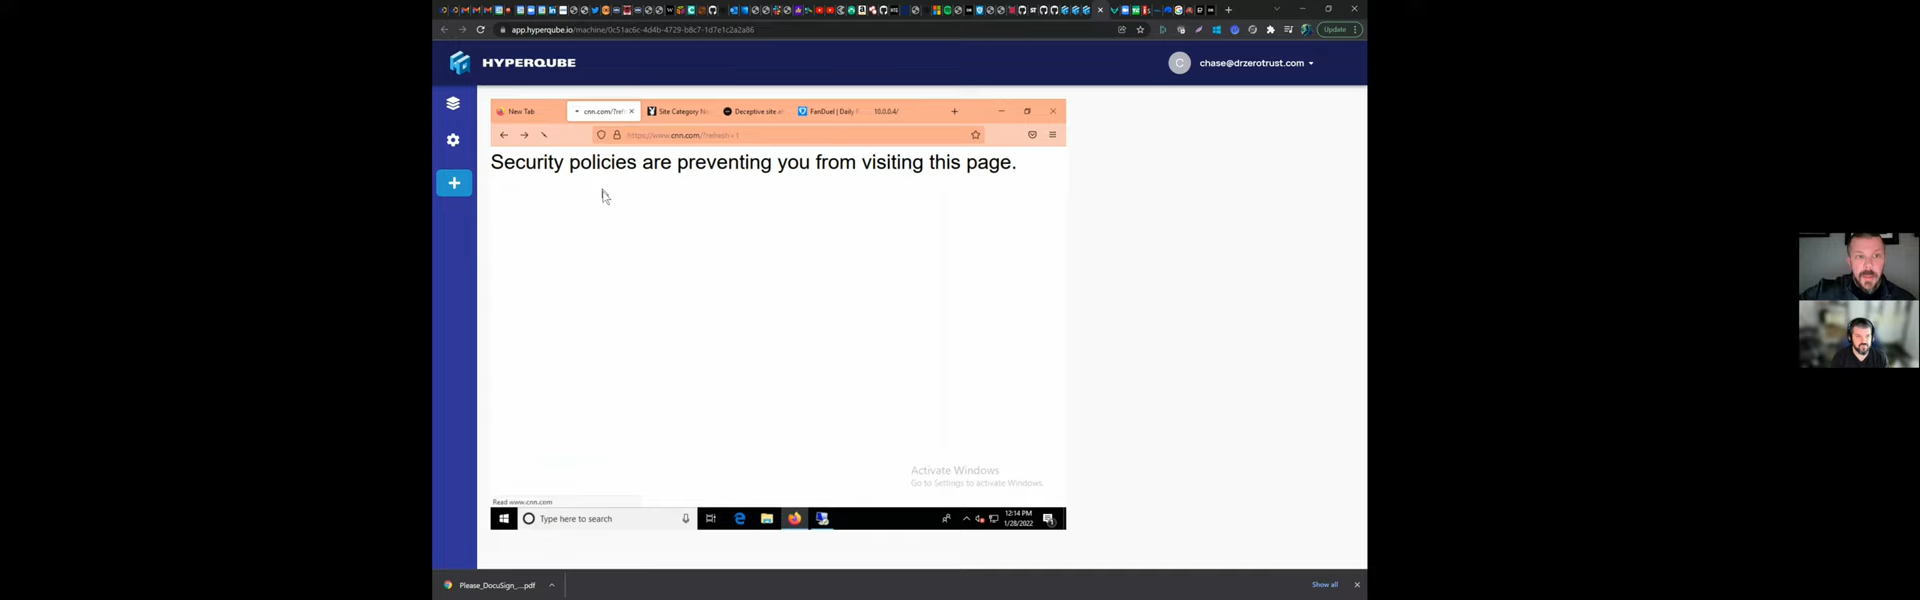 app.hyperqube.io/machine/0c51ac6c-4d4b-4729-b8c7-1d7e1c2a2a86
Update
HYPERQUBE
C
chase@drzerotrust.com
New Tab
cnn.com/?refr
Site Category No
Deceptive site a
FanDuel | Daily F
10.0.0.4/
https://www.cnn.com/?refresh=1
Security policies are preventing you from visiting this page.
Activate Windows
Go to Settings to activate Windows.
Read www.cnn.com
Type here to search
12:14 PM
1/28/2022
Please_DocuSign_....pdf
Show all